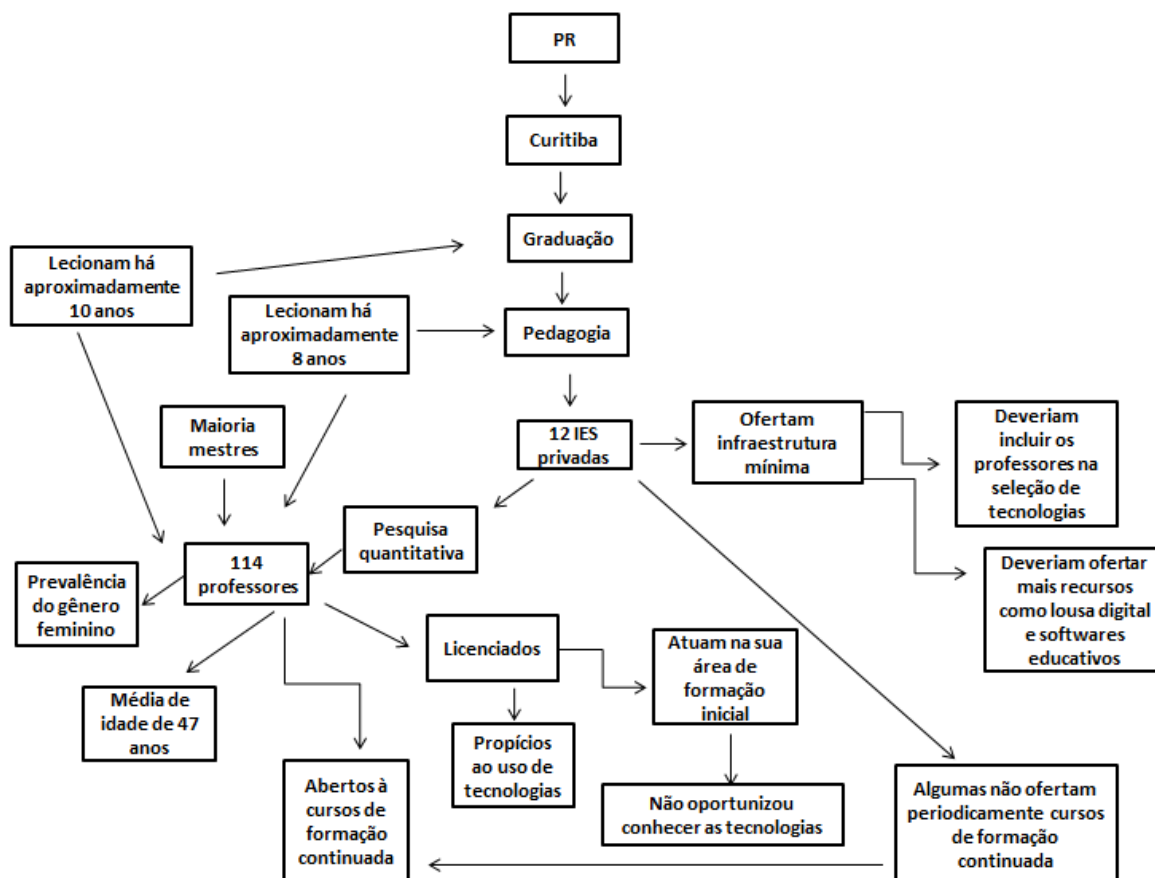 PR
Curitiba
Graduação
Lecionam há
aproximadamente
10 anos
Lecionam há
aproximadamente
8 anos
Pedagogia
Maioria
mestres
12 IES
privadas
Ofertam
infraestrutura
mínima
Deveriam
incluir os
professores na
seleção de
tecnologias
Pesquisa
quantitativa
114
professores
Prevalência
do gênero
feminino
Deveriam ofertar
mais recursos
como lousa digital
e softwares
educativos
Licenciados
Atuam na sua
área de
formação
inicial
Média de
idade de 47
anos
Propícios
ao uso de
tecnologias
Abertos à
cursos de
formação
continuada
Não oportunizou
conhecer as tecnologias
Algumas não ofertam
periodicamente cursos
de formação
continuada